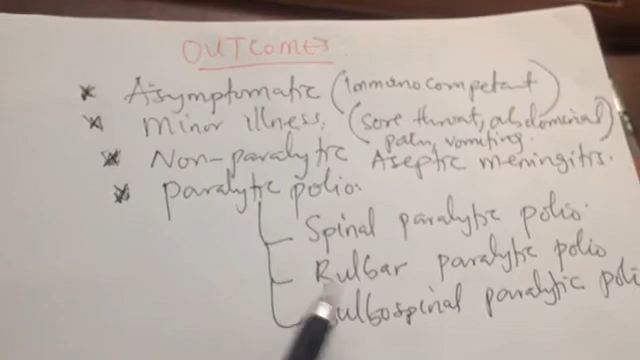 OUTCOMES
* Asymptomatic (Immunocompetent)
* Minor illness, (sore throat, abdominal
pain, vomiting.
* Non-paralytic Aseptic meningitis.
* Paralytic polio:
Spinal paralytic polio
Bulbar paralytic polio
paralytic